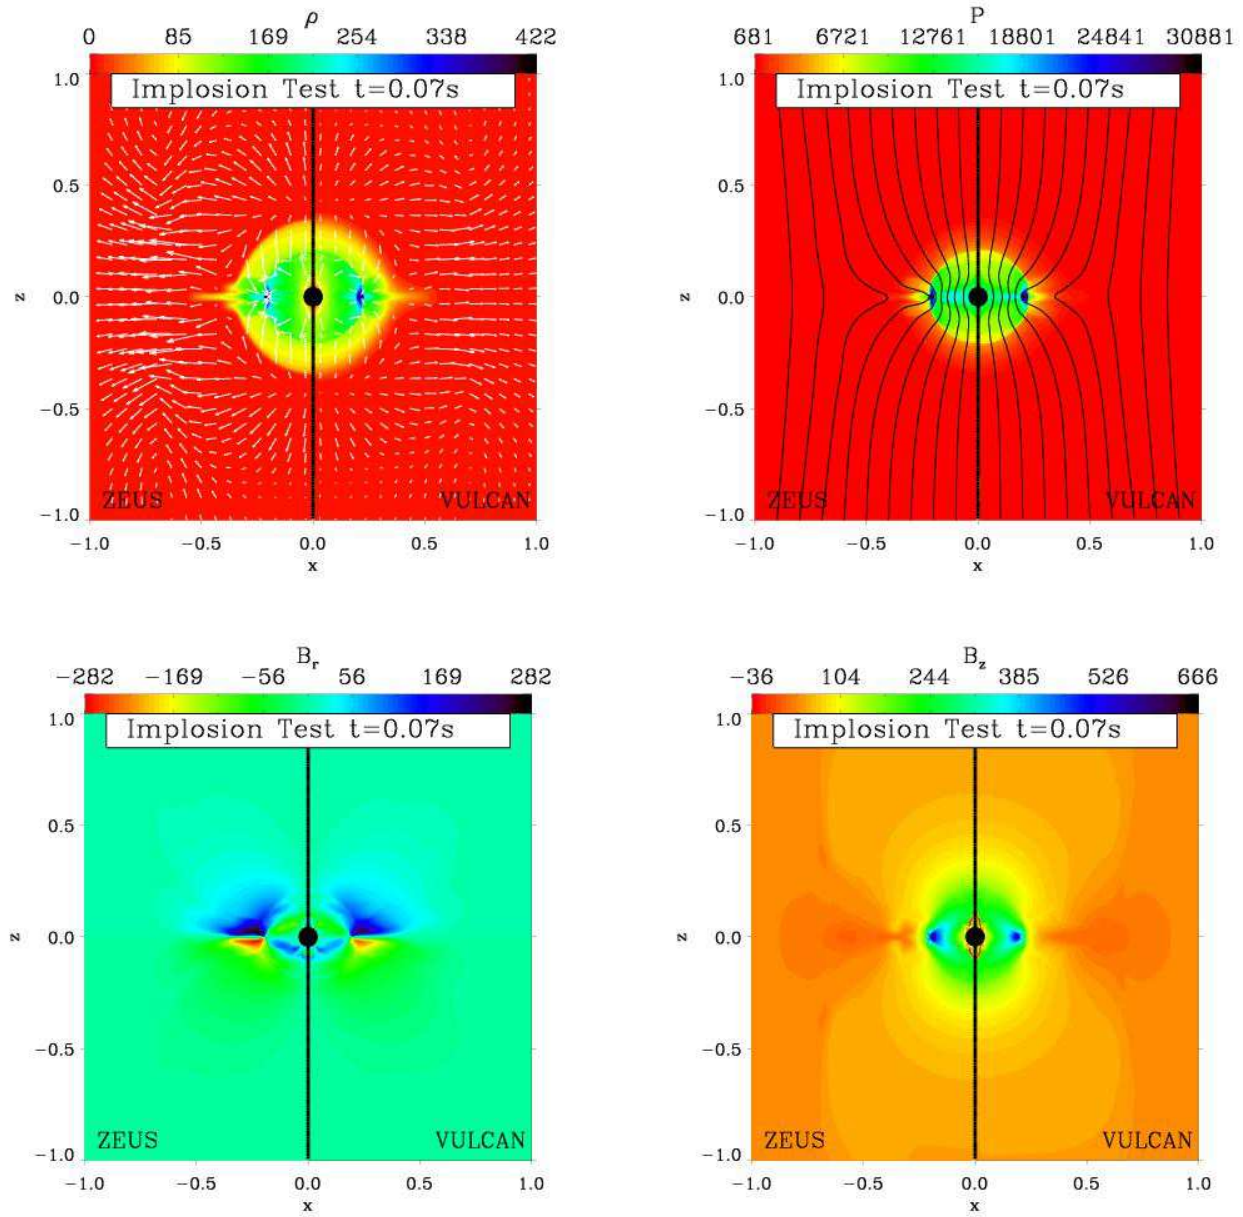 ρ
0 85 169 254 338 422
Implosion Test t=0.07s
1.0
0.5
0.0
−0.5
−1.0
z
ZEUS VULCAN
−1.0 −0.5 0.0 0.5 1.0
x
P
681 6721 12761 18801 24841 30881
Implosion Test t=0.07s
1.0
0.5
0.0
−0.5
−1.0
z
ZEUS VULCAN
−1.0 −0.5 0.0 0.5 1.0
x
B_r
−282 −169 −56 56 169 282
Implosion Test t=0.07s
1.0
0.5
0.0
−0.5
−1.0
z
ZEUS VULCAN
−1.0 −0.5 0.0 0.5 1.0
x
B_z
−36 104 244 385 526 666
Implosion Test t=0.07s
1.0
0.5
0.0
−0.5
−1.0
z
ZEUS VULCAN
−1.0 −0.5 0.0 0.5 1.0
x